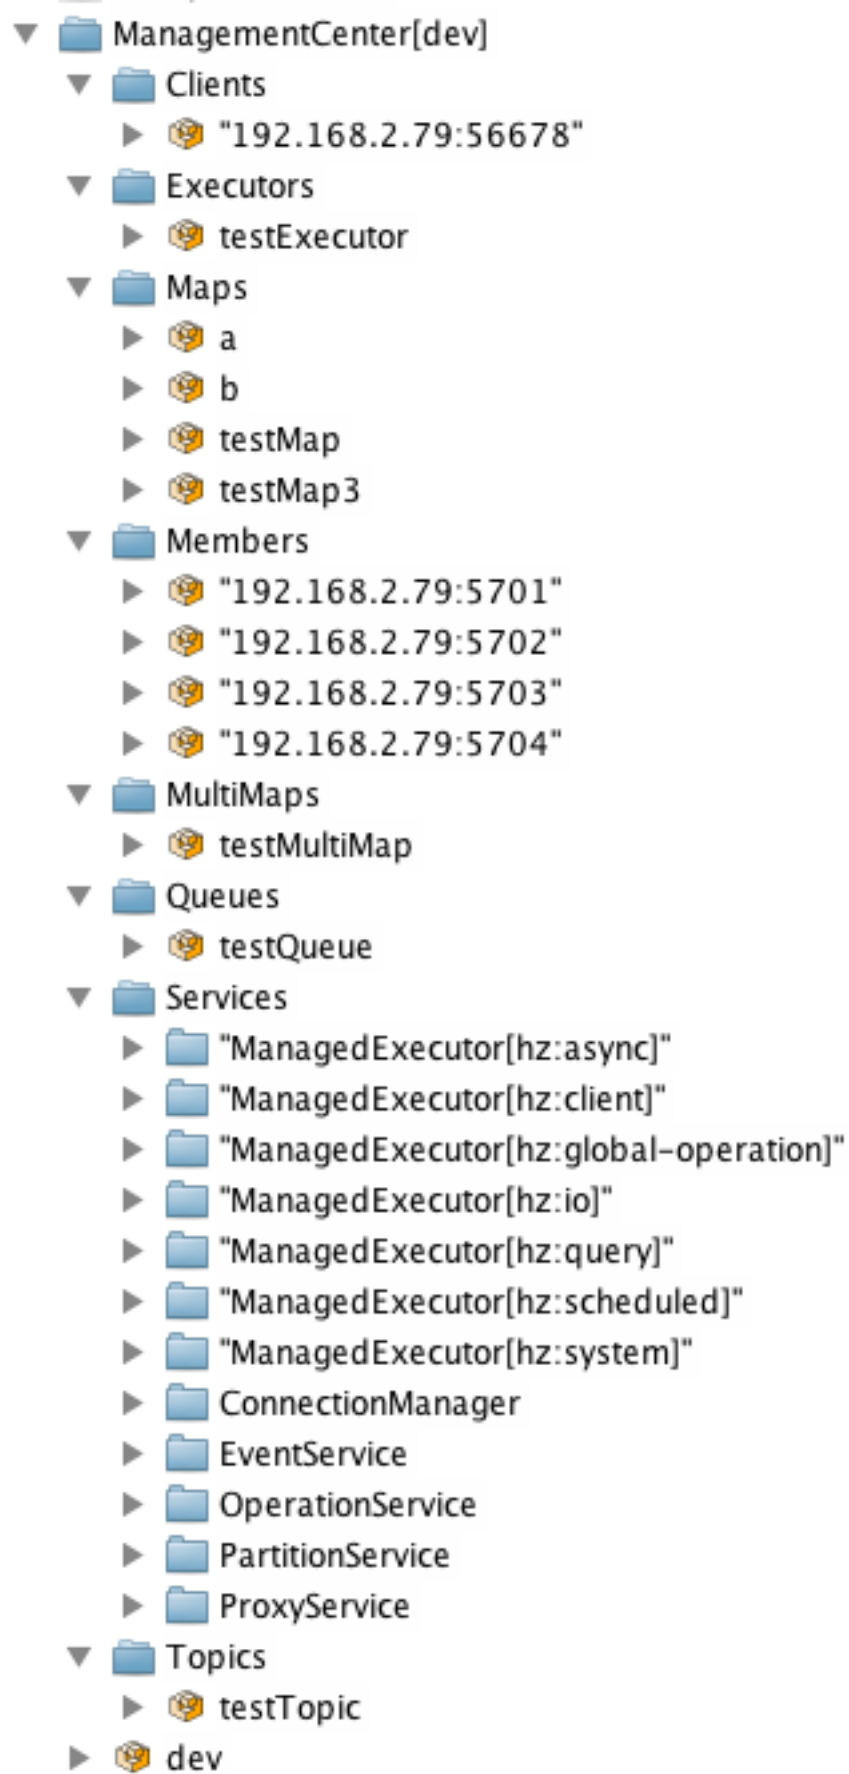 ManagementCenter[dev]
Clients
"192.168.2.79:56678"
Executors
testExecutor
Maps
a
b
testMap
testMap3
Members
"192.168.2.79:5701"
"192.168.2.79:5702"
"192.168.2.79:5703"
"192.168.2.79:5704"
MultiMaps
testMultiMap
Queues
testQueue
Services
"ManagedExecutor[hz:async]"
"ManagedExecutor[hz:client]"
"ManagedExecutor[hz:global-operation]"
"ManagedExecutor[hz:io]"
"ManagedExecutor[hz:query]"
"ManagedExecutor[hz:scheduled]"
"ManagedExecutor[hz:system]"
ConnectionManager
EventService
OperationService
PartitionService
ProxyService
Topics
testTopic
dev